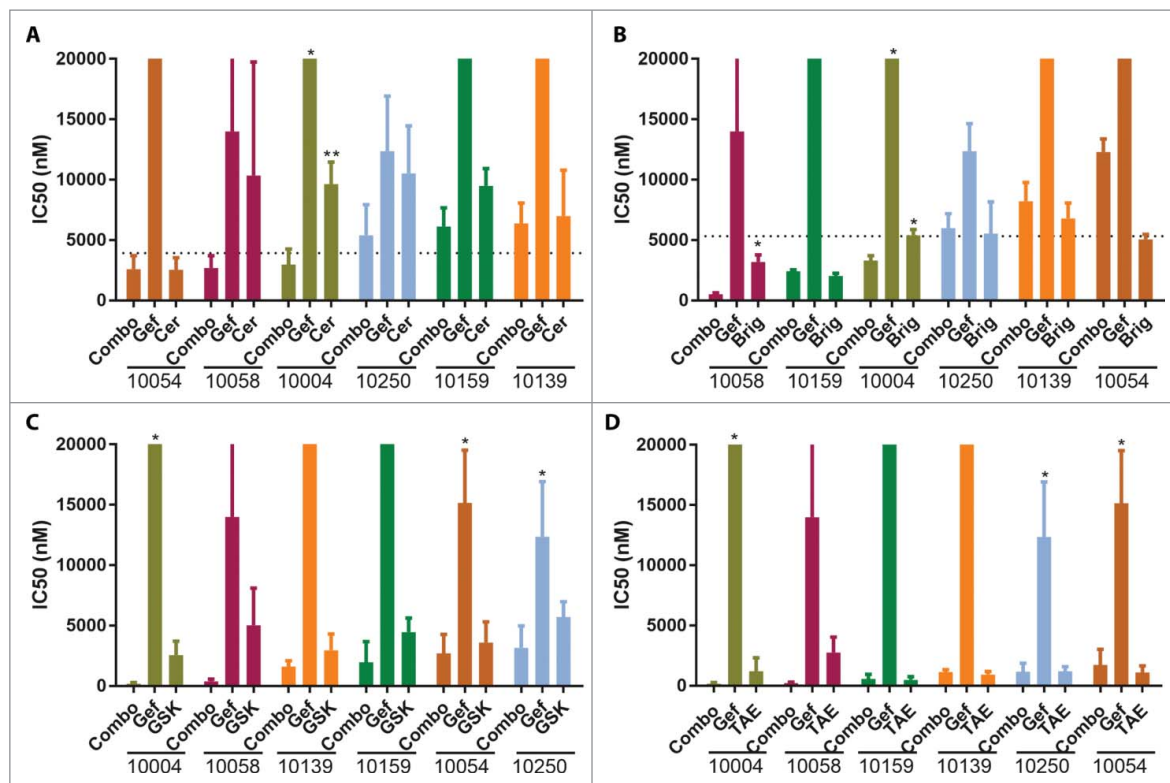 A
IC50 (nM)
20000
15000
10000
5000
0
*
**
Combo Gef Cer Combo Gef Cer Combo Gef Cer Combo Gef Cer Combo Gef Cer Combo Gef Cer
10054 10058 10004 10250 10159 10139
B
IC50 (nM)
20000
15000
10000
5000
0
*
*
*
Combo Gef Brig Combo Gef Brig Combo Gef Brig Combo Gef Brig Combo Gef Brig Combo Gef Brig
10058 10159 10004 10250 10139 10054
C
IC50 (nM)
20000
15000
10000
5000
0
*
*
*
Combo Gef GSK Combo Gef GSK Combo Gef GSK Combo Gef GSK Combo Gef GSK Combo Gef GSK
10004 10058 10139 10159 10054 10250
D
IC50 (nM)
20000
15000
10000
5000
0
*
*
*
Combo Gef TAE Combo Gef TAE Combo Gef TAE Combo Gef TAE Combo Gef TAE Combo Gef TAE
10004 10058 10159 10139 10250 10054